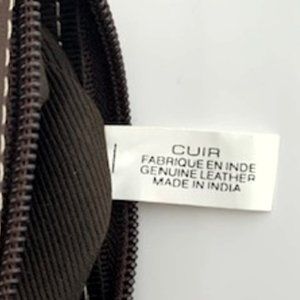 CUIR
FABRIQUE EN INDE
GENUINE LEATHER
MADE IN INDIA